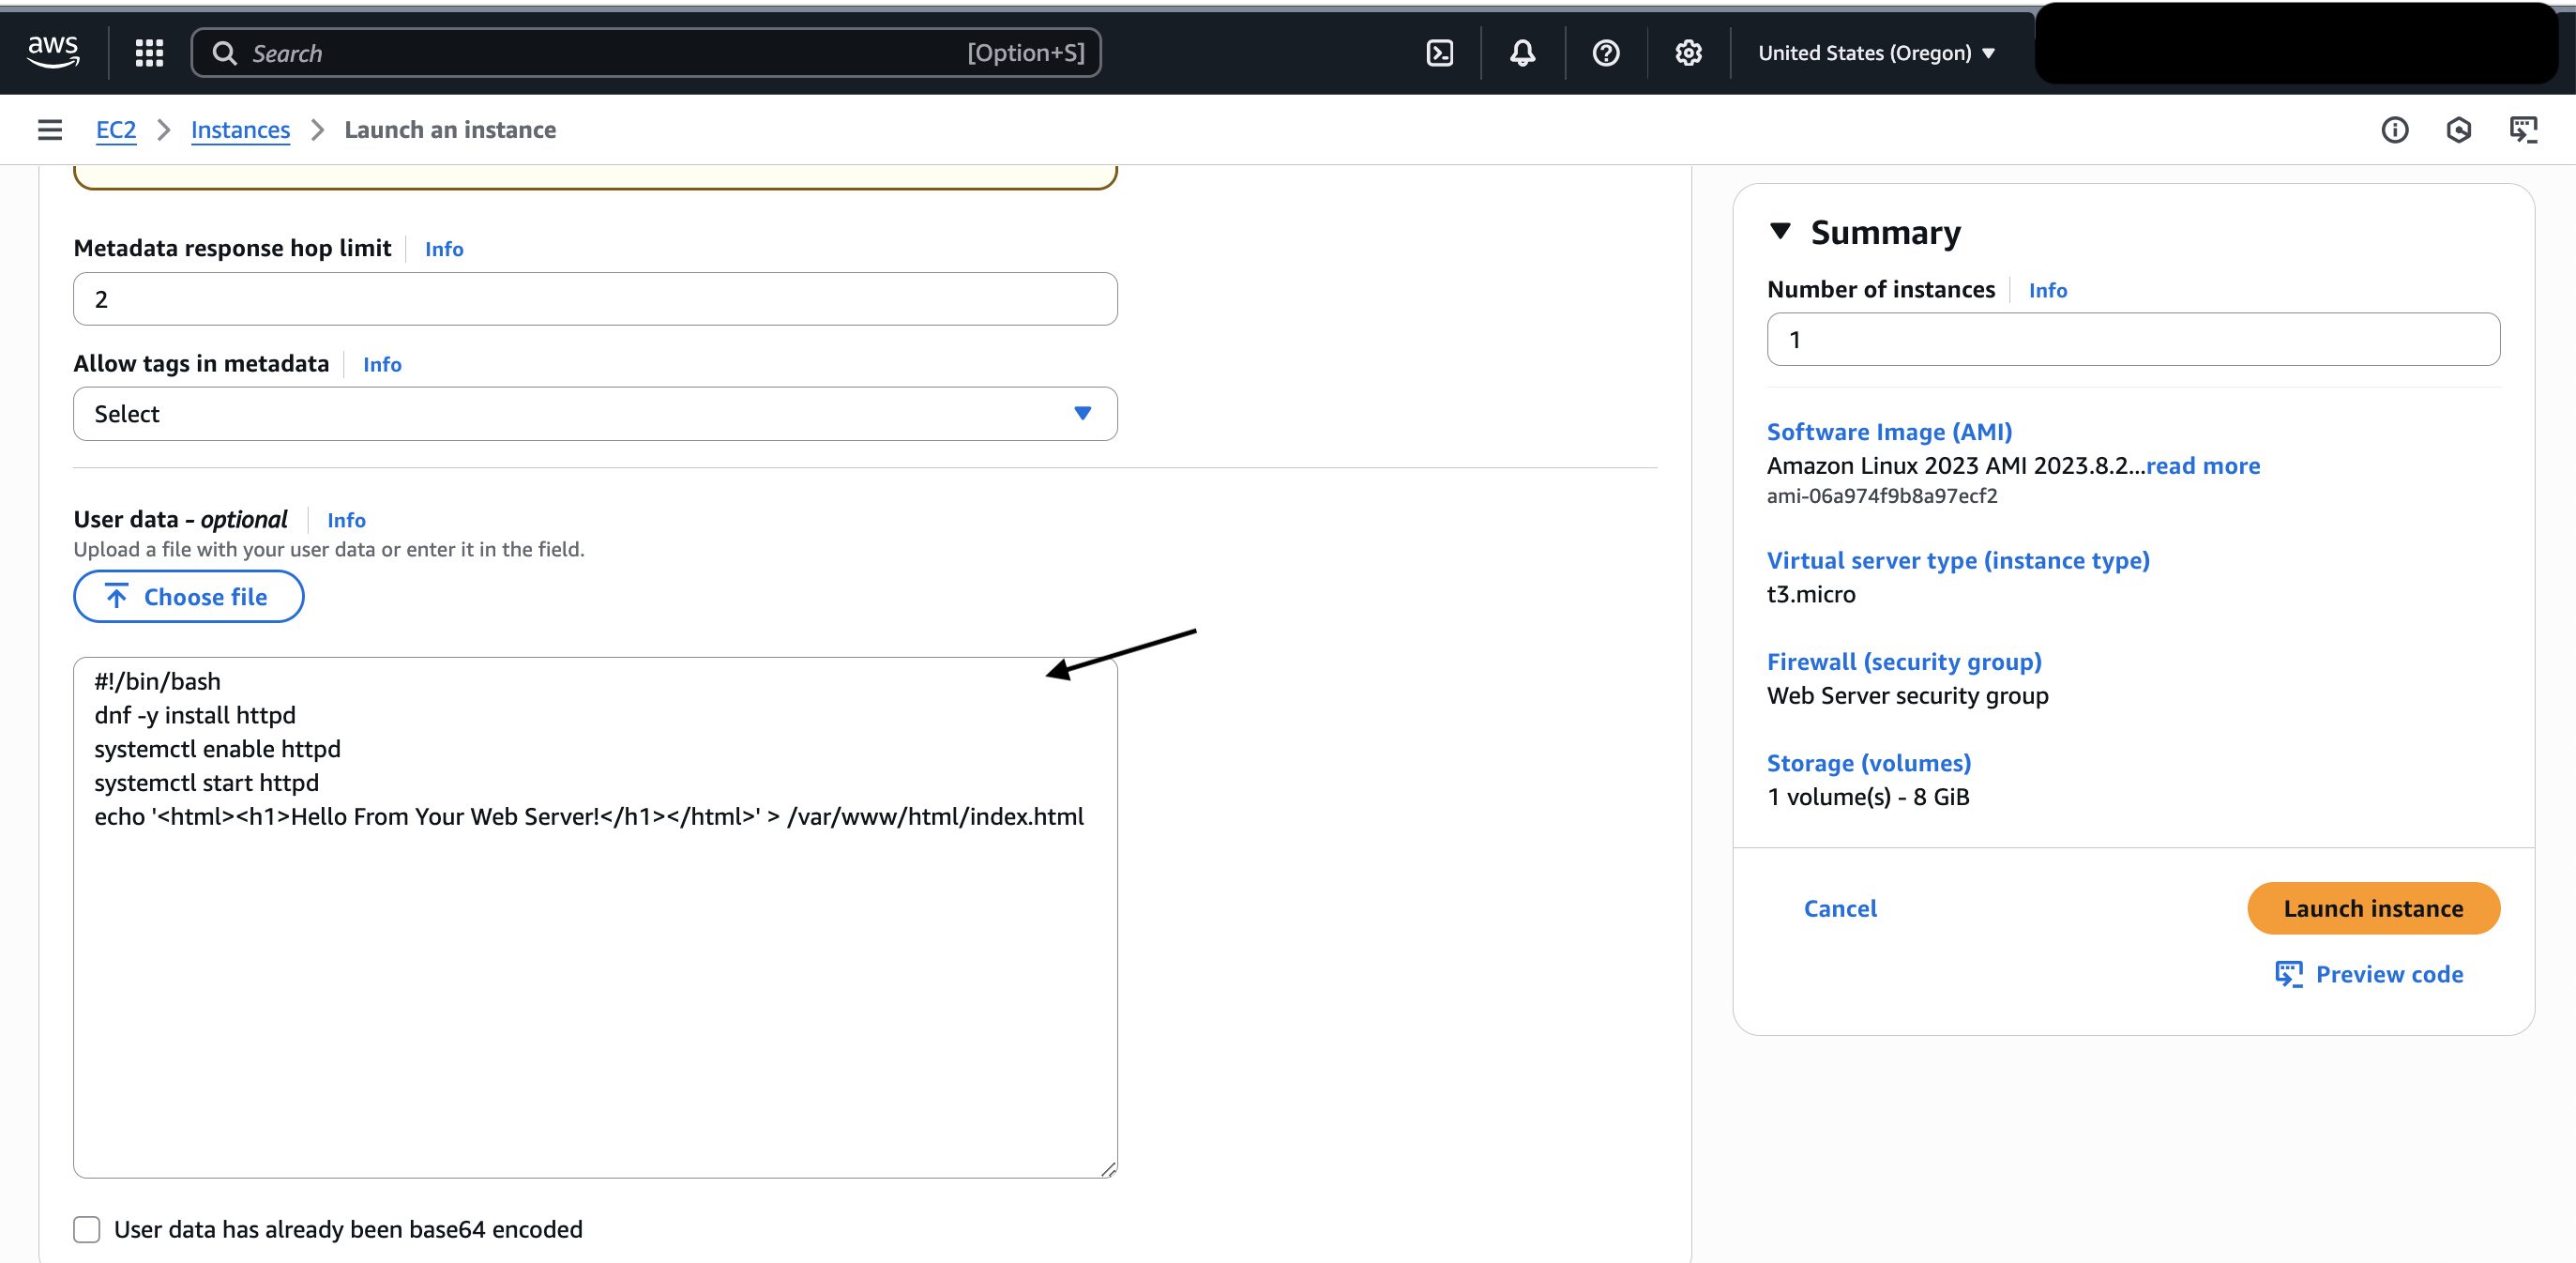 aws
Search [Option+S]
United States (Oregon)
EC2 Instances Launch an instance
Metadata response hop limit Info
2
Allow tags in metadata Info
Select
User data - optional Info
Upload a file with your user data or enter it in the field.
Choose file
#!/bin/bash
dnf -y install httpd
systemctl enable httpd
systemctl start httpd
echo '<html><h1>Hello From Your Web Server!</h1></html>' > /var/www/html/index.html
User data has already been base64 encoded
Summary
Number of instances Info
1
Software Image (AMI)
Amazon Linux 2023 AMI 2023.8.2...read more
ami-06a974f9b8a97ecf2
Virtual server type (instance type)
t3.micro
Firewall (security group)
Web Server security group
Storage (volumes)
1 volume(s) - 8 GiB
Cancel
Launch instance
Preview code